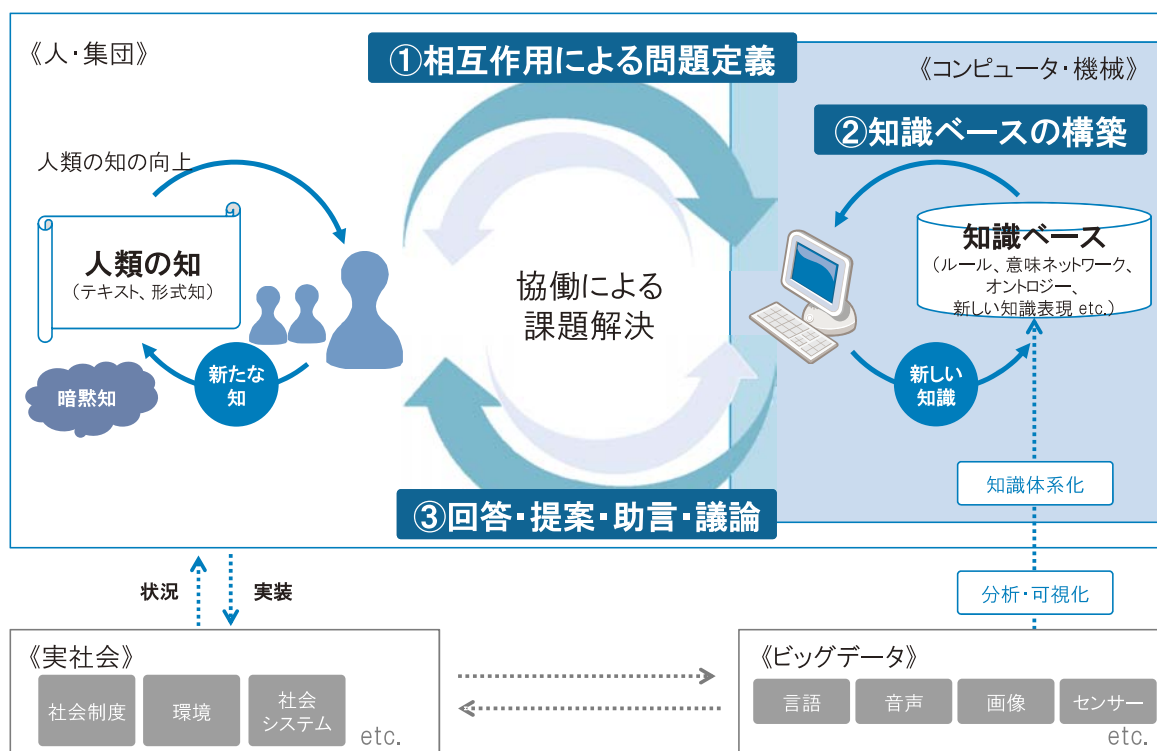 ①相互作用による問題定義
《人・集団》
《コンピュータ・機械》
②知識ベースの構築
人類の知の向上
人類の知
（テキスト、形式知）
知識ベース
（ルール、意味ネットワーク、
オントロジー、
新しい知識表現 etc.）
協働による
課題解決
新たな
知
暗黙知
新しい
知識
知識体系化
③回答・提案・助言・議論
状況
実装
分析・可視化
《実社会》
社会制度
環境
社会
システム
etc.
《ビッグデータ》
言語
音声
画像
センサー
etc.